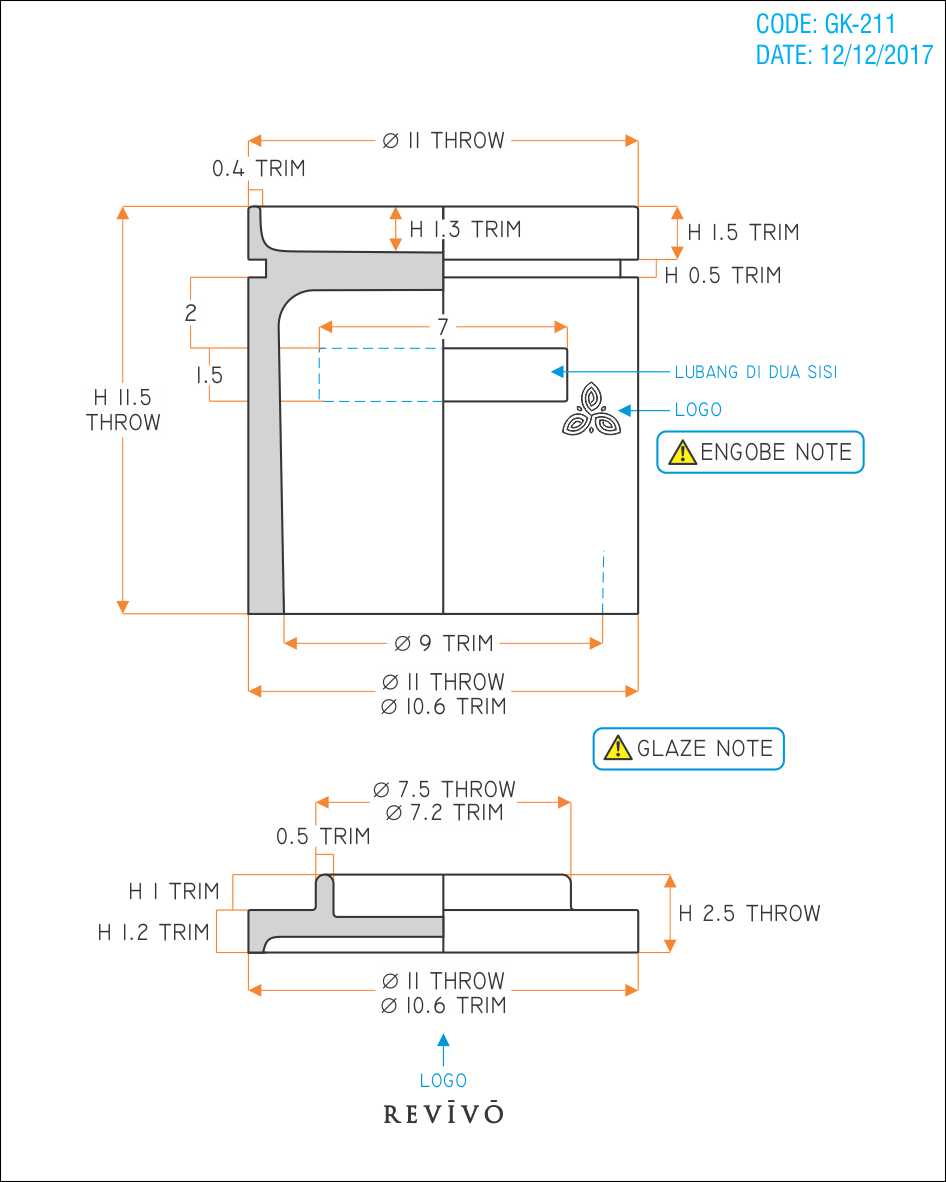 CODE: GK-211
DATE: 12/12/2017
Ø 11 THROW
0.4 TRIM
H 1.3 TRIM
H 1.5 TRIM
H 0.5 TRIM
2
7
1.5
LUBANG DI DUA SISI
H 11.5
THROW
LOGO
ENGOBE NOTE
Ø 9 TRIM
Ø 11 THROW
Ø 10.6 TRIM
GLAZE NOTE
Ø 7.5 THROW
Ø 7.2 TRIM
0.5 TRIM
H 1 TRIM
H 2.5 THROW
H 1.2 TRIM
Ø 11 THROW
Ø 10.6 TRIM
LOGO
REVĪVŌ